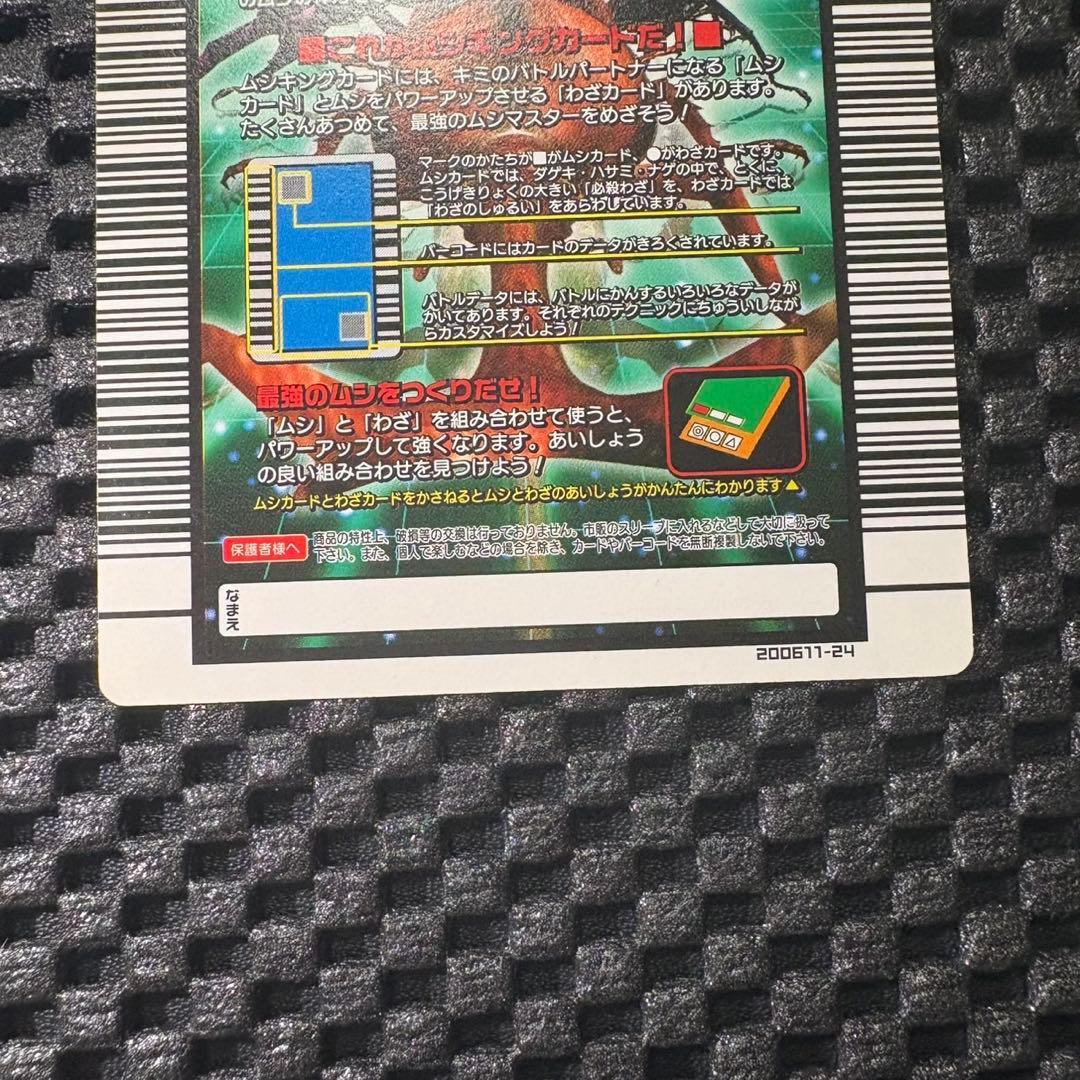 ■これがムシキングカードだ！■
ムシキングカードには、キミのバトルパートナーになる「ムシ
カード」とムシをパワーアップさせる「わざカード」があります。
たくさんあつめて、最強のムシマスターをめざそう！
マークのかたちが■がムシカード、●がわざカードです。
ムシカードでは、ダゲキ・ハサミ・ナゲの中で、とくに、
こうげきりょくの大きい「必殺わざ」を、わざカードでは
「わざのしゅるい」をあらわしています。
バーコードにはカードのデータがきろくされています。
バトルデータには、バトルにかんするいろいろなデータが
かいてあります。それぞれのテクニックにちゅういしなが
らカスタマイズしよう！
最強のムシをつくりだせ！
「ムシ」と「わざ」を組み合わせて使うと、
パワーアップして強くなります。あいしょう
の良い組み合わせを見つけよう！
ムシカードとわざカードをかさねるとムシとわざのあいしょうがかんたんにわかります▲
保護者様へ
商品の特性上、破損等の交換は行っておりません。市販のスリーブに入れるなどして大切に扱って
下さい。また、個人で楽しむなどの場合を除き、カードやバーコードを無断複製しないで下さい。
なまえ
200611-24